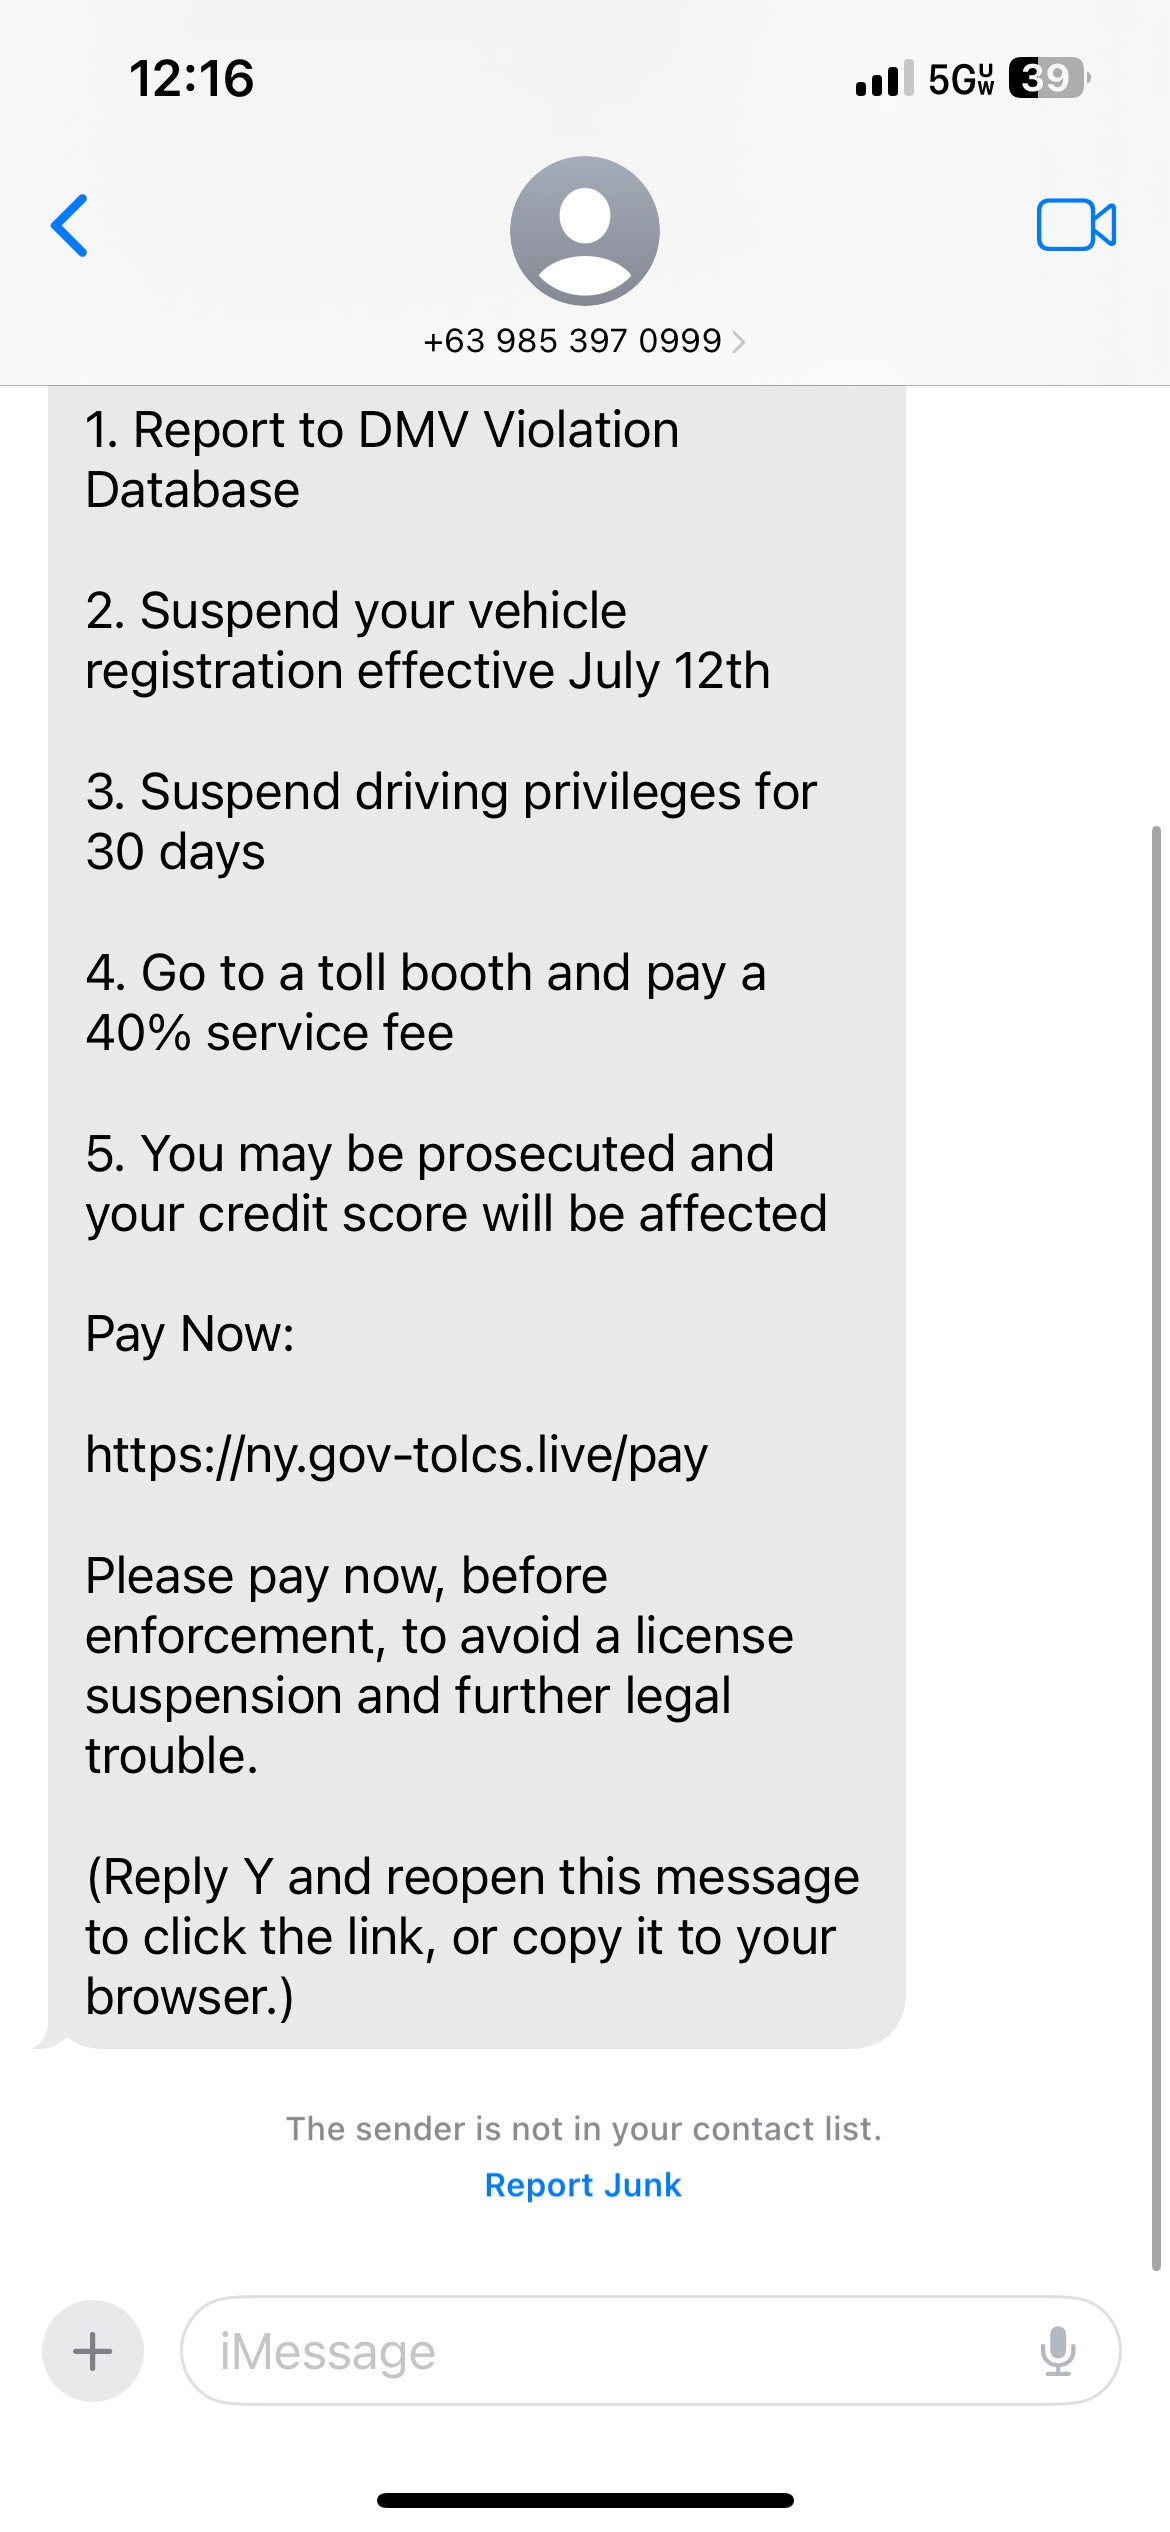 12:16
5G UW 39
+63 985 397 0999
1. Report to DMV Violation
Database
2. Suspend your vehicle
registration effective July 12th
3. Suspend driving privileges for
30 days
4. Go to a toll booth and pay a
40% service fee
5. You may be prosecuted and
your credit score will be affected
Pay Now:
https://ny.gov-tolcs.live/pay
Please pay now, before
enforcement, to avoid a license
suspension and further legal
trouble.
(Reply Y and reopen this message
to click the link, or copy it to your
browser.)
The sender is not in your contact list.
Report Junk
iMessage